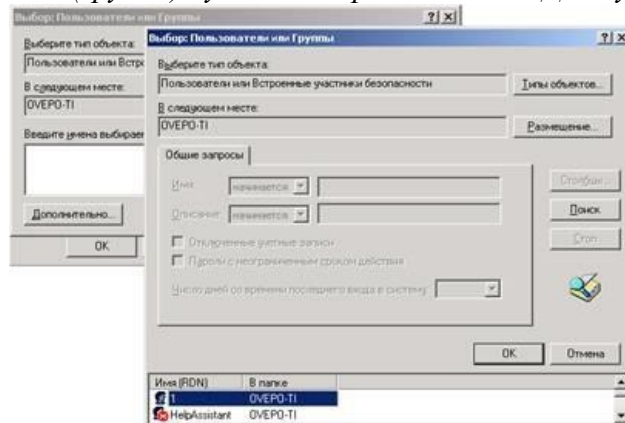 Выбор: Пользователи или Группы
Выберите тип объекта:
Пользователи или Встро
В следующем месте:
OVEPO-TI
Введите имена выбирае
Дополнительно...
ОК
Выбор: Пользователи или Группы
Выберите тип объекта:
Пользователи или Встроенные участники безопасности
Типы объектов...
В следующем месте:
OVEPO-TI
Размещение...
Общие запросы
Имя:
начинается с
Столбцы...
Описание:
начинается с
Поиск
Отключенные учетные записи
Стоп
Пароли с неограниченным сроком действия
Число дней со времени последнего входа в систему:
ОК
Отмена
Имя (RDN)
В папке
1
OVEPO-TI
HelpAssistant
OVEPO-TI